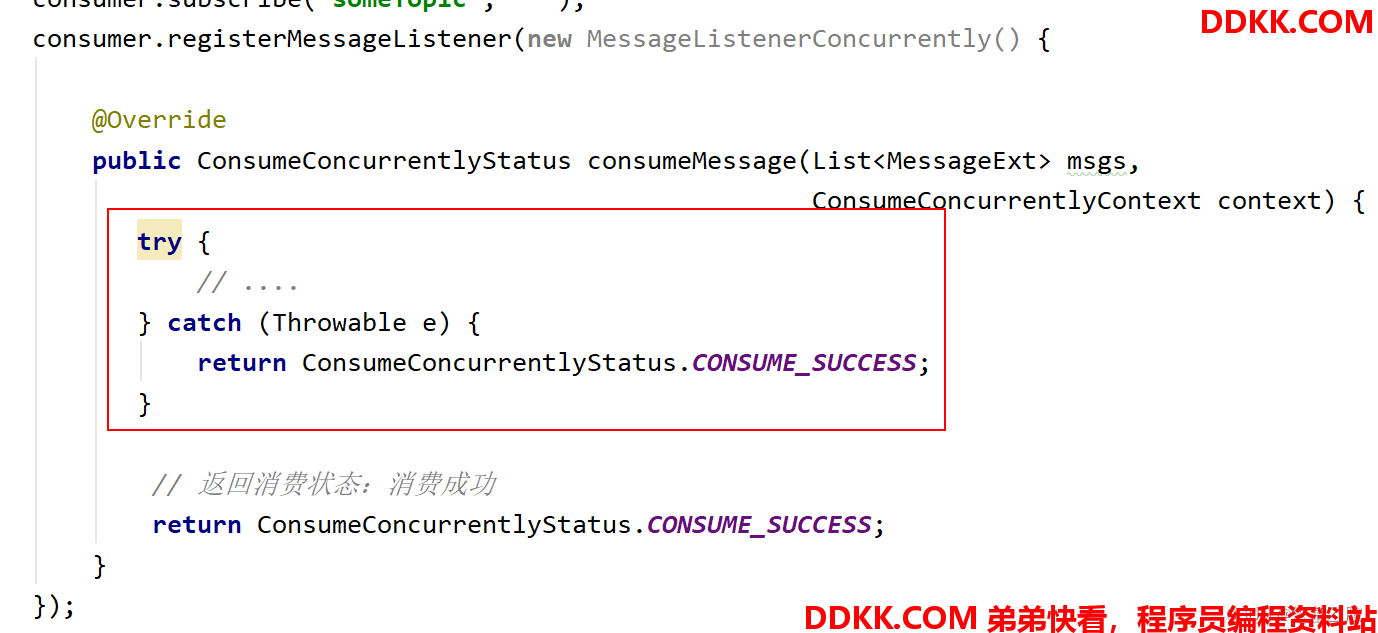 consumer.subscribe("someTopic", "*");
DDKK.COM
consumer.registerMessageListener(new MessageListenerConcurrently() {
@Override
public ConsumeConcurrentlyStatus consumeMessage(List<MessageExt> msgs,
ConsumeConcurrentlyContext context) {
try {
// ....
} catch (Throwable e) {
return ConsumeConcurrentlyStatus.CONSUME_SUCCESS;
}
// 返回消费状态：消费成功
return ConsumeConcurrentlyStatus.CONSUME_SUCCESS;
}
});
DDKK.COM 弟弟快看，程序员编程资料站